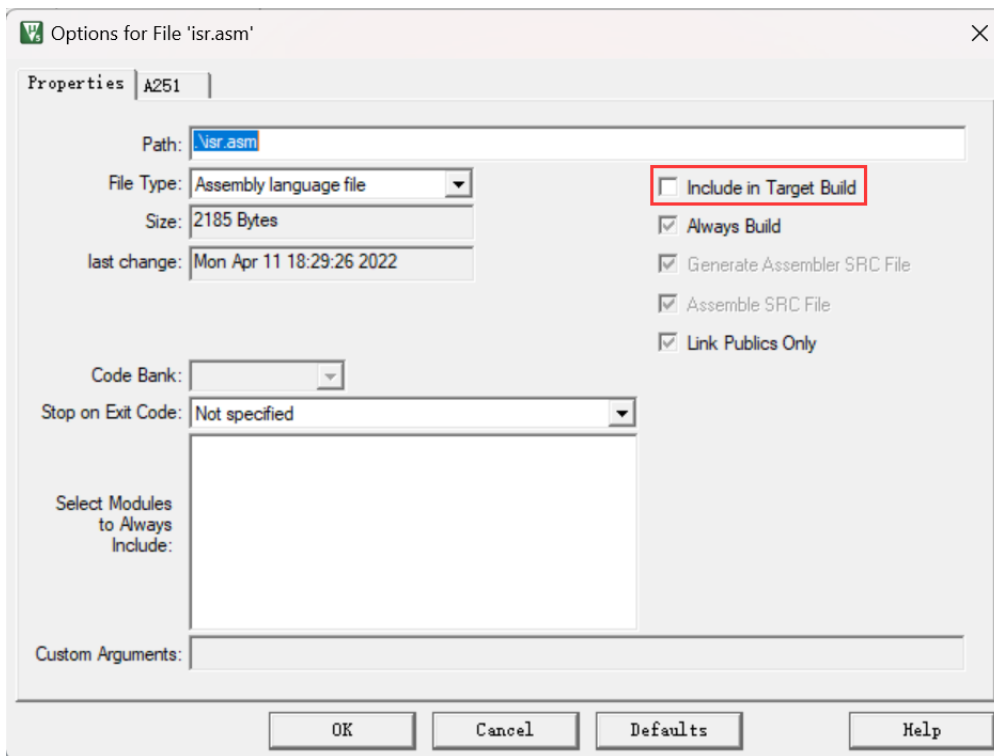 Options for File 'isr.asm'
Properties A251
Path: .\isr.asm
File Type: Assembly language file
Include in Target Build
Size: 2185 Bytes
Always Build
last change: Mon Apr 11 18:29:26 2022
Generate Assembler SRC File
Assemble SRC File
Link Publics Only
Code Bank:
Stop on Exit Code: Not specified
Select Modules
to Always
Include:
Custom Arguments:
OK Cancel Defaults Help